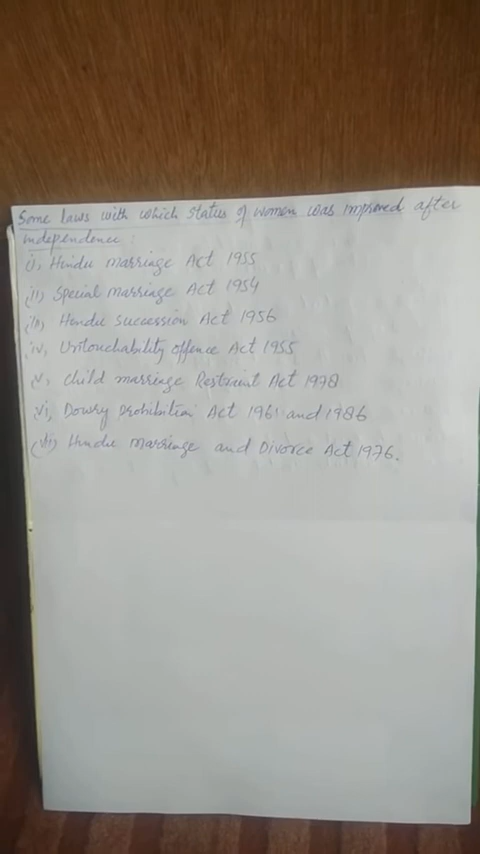 Some laws with which status of women was improved after
independence :
(i), Hindu marriage Act 1955
(ii) Special marriage Act 1954
(iii) Hindu succession Act 1956
(iv), Untouchability offence Act 1955
(v), Child marriage Restraint Act 1978
(vi), Dowry prohibition Act 1961 and 1986
(vii) Hindu marriage and Divorce Act 1976.